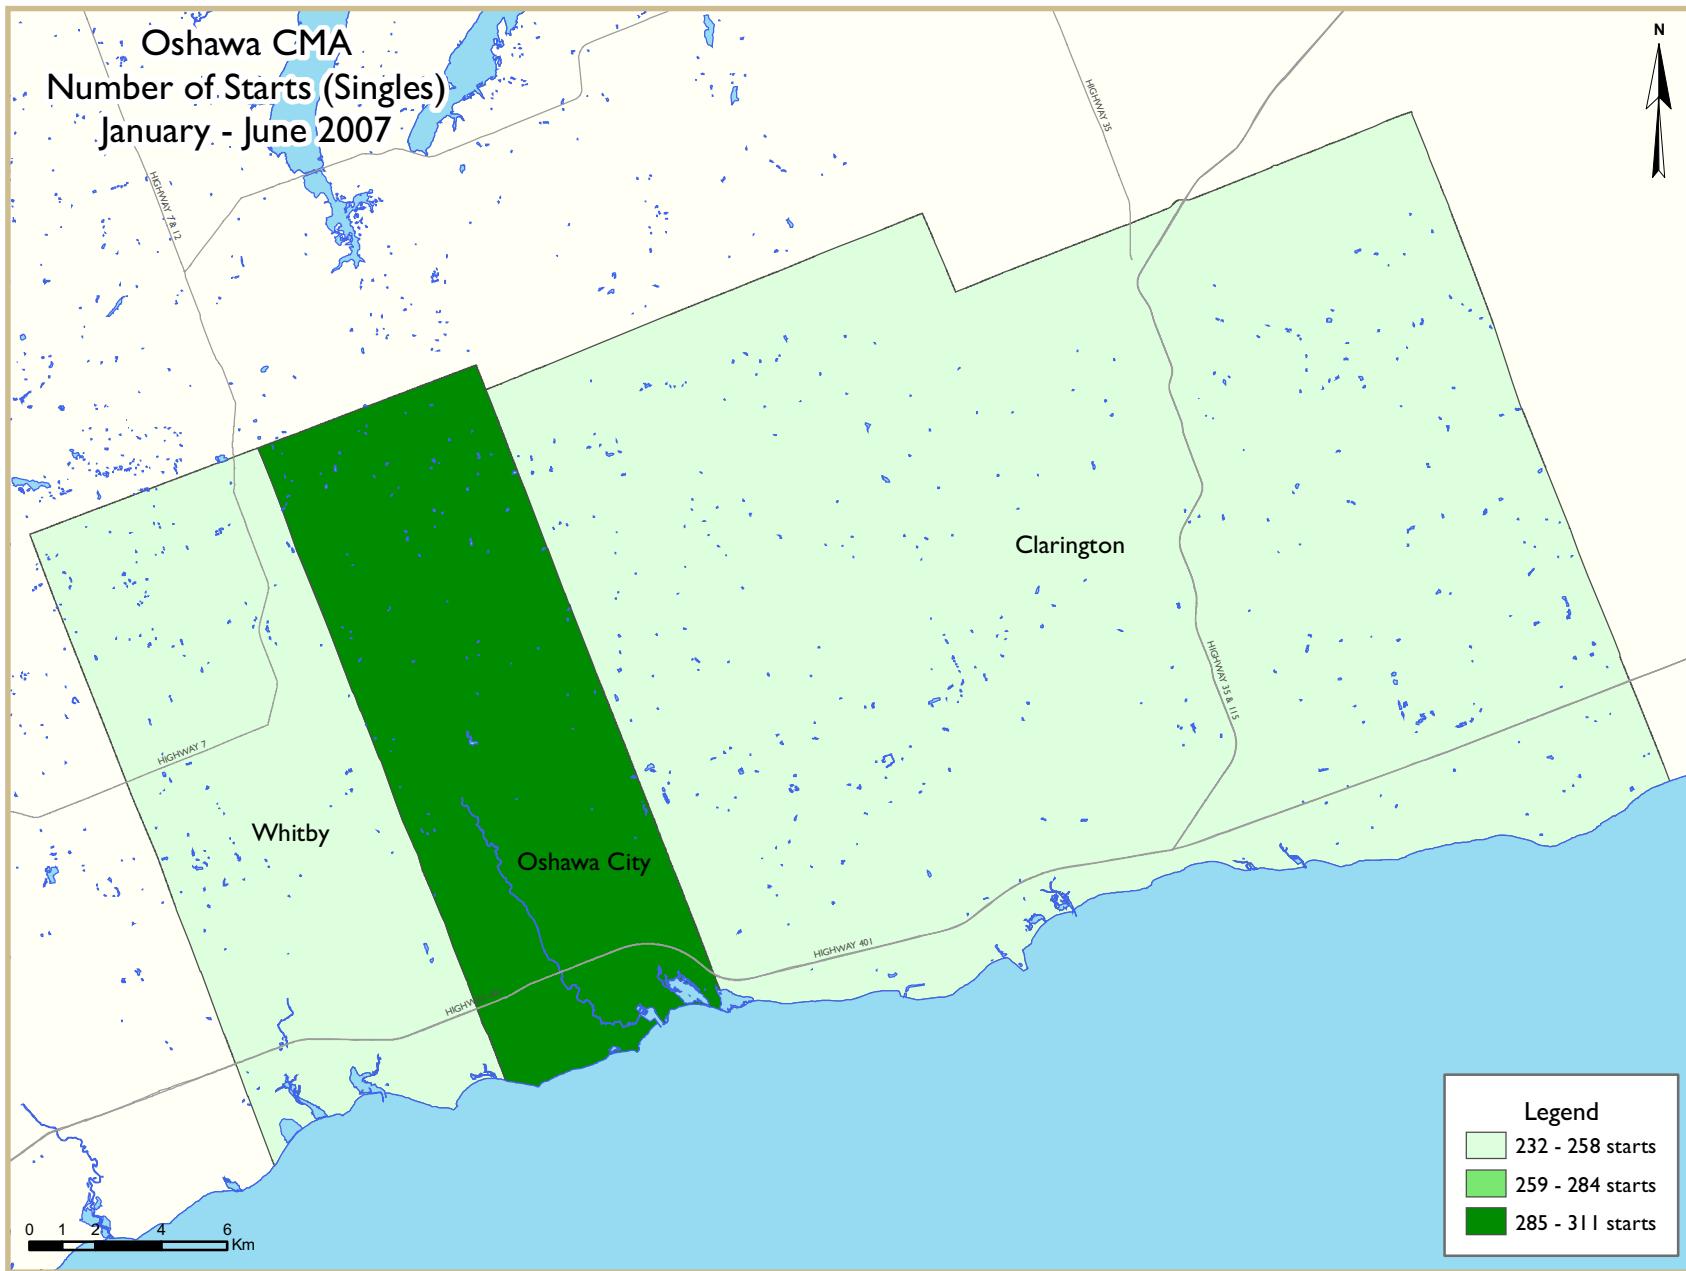 Oshawa CMA
Number of Starts (Singles)
January - June 2007
N
HIGHWAY 35
HIGHWAY 7 & 12
Clarington
HIGHWAY 35 & 115
HIGHWAY 7
Whitby
Oshawa City
HIGHWAY 401
HIGHWAY
Legend
232 - 258 starts
259 - 284 starts
285 - 311 starts
0 1 2 4 6
Km